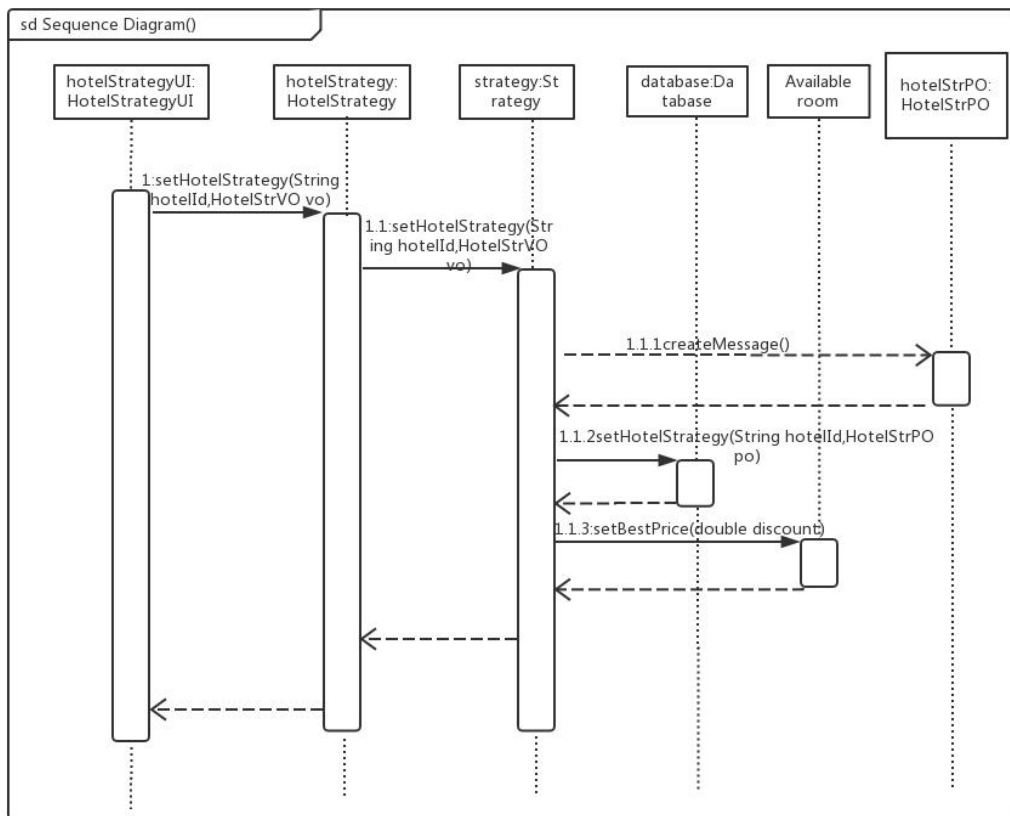 sd Sequence Diagram()
hotelStrategyUI:
HotelStrategyUI
hotelStrategy:
HotelStrategy
strategy:St
rategy
database:Da
tabase
Available
room
hotelStrPO:
HotelStrPO
1:setHotelStrategy(String
hotelId,HotelStrVO vo)
1.1:setHotelStrategy(Str
ing hotelId,HotelStrVO
vo)
1.1.1createMessage()
1.1.2setHotelStrategy(String hotelId,HotelStrPO
po)
1.1.3:setBestPrice(double discount)